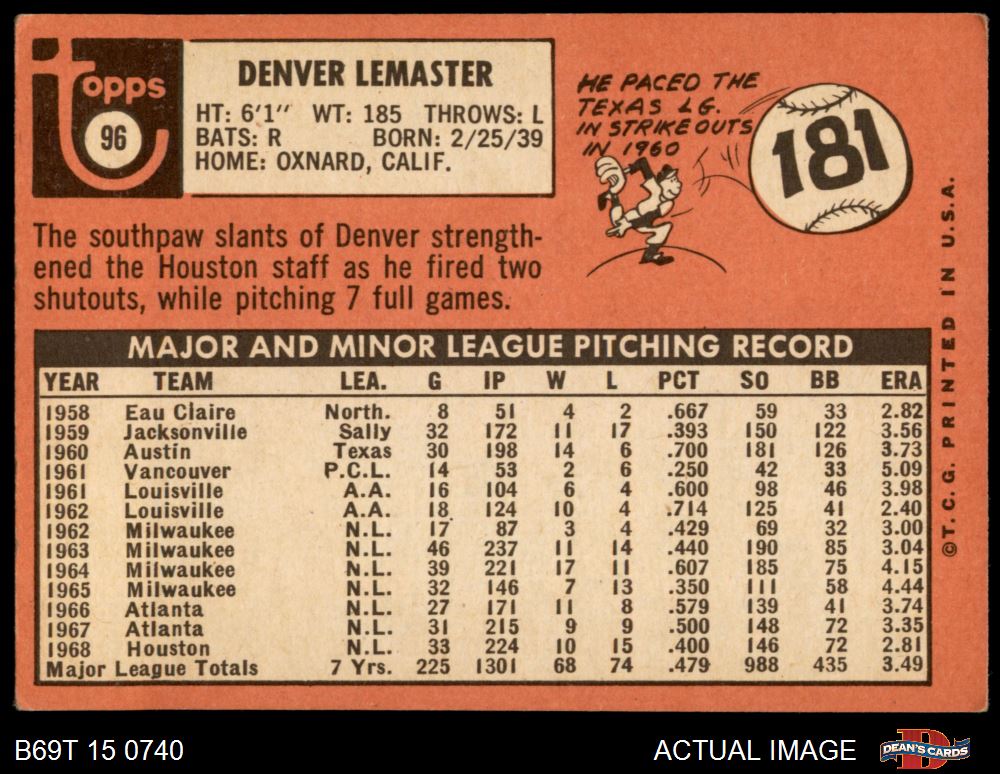 topps
96
DENVER LEMASTER
HT: 6'1" WT: 185 THROWS: L
BATS: R BORN: 2/25/39
HOME: OXNARD, CALIF.
HE PACED THE
TEXAS LG.
IN STRIKEOUTS
IN 1960
181
The southpaw slants of Denver strength-
ened the Houston staff as he fired two
shutouts, while pitching 7 full games.
MAJOR AND MINOR LEAGUE PITCHING RECORD
YEAR TEAM LEA. G IP W L PCT SO BB ERA
1958 Eau Claire North. 8 51 4 2 .667 59 33 2.82
1959 Jacksonville Sally 32 172 11 17 .393 150 122 3.56
1960 Austin Texas 30 198 14 6 .700 181 126 3.73
1961 Vancouver P.C.L. 14 53 2 6 .250 42 33 5.09
1961 Louisville A.A. 16 104 6 4 .600 98 46 3.98
1962 Louisville A.A. 18 124 10 4 .714 125 41 2.40
1962 Milwaukee N.L. 17 87 3 4 .429 69 32 3.00
1963 Milwaukee N.L. 46 237 11 14 .440 190 85 3.04
1964 Milwaukee N.L. 39 221 17 11 .607 185 75 4.15
1965 Milwaukee N.L. 32 146 7 13 .350 111 58 4.44
1966 Atlanta N.L. 27 171 11 8 .579 139 41 3.74
1967 Atlanta N.L. 31 215 9 9 .500 148 72 3.35
1968 Houston N.L. 33 224 10 15 .400 146 72 2.81
Major League Totals 7 Yrs. 225 1301 68 74 .479 988 435 3.49
©T.C.G. PRINTED IN U.S.A.
B69T 15 0740
ACTUAL IMAGE
DEAN'S CARDS